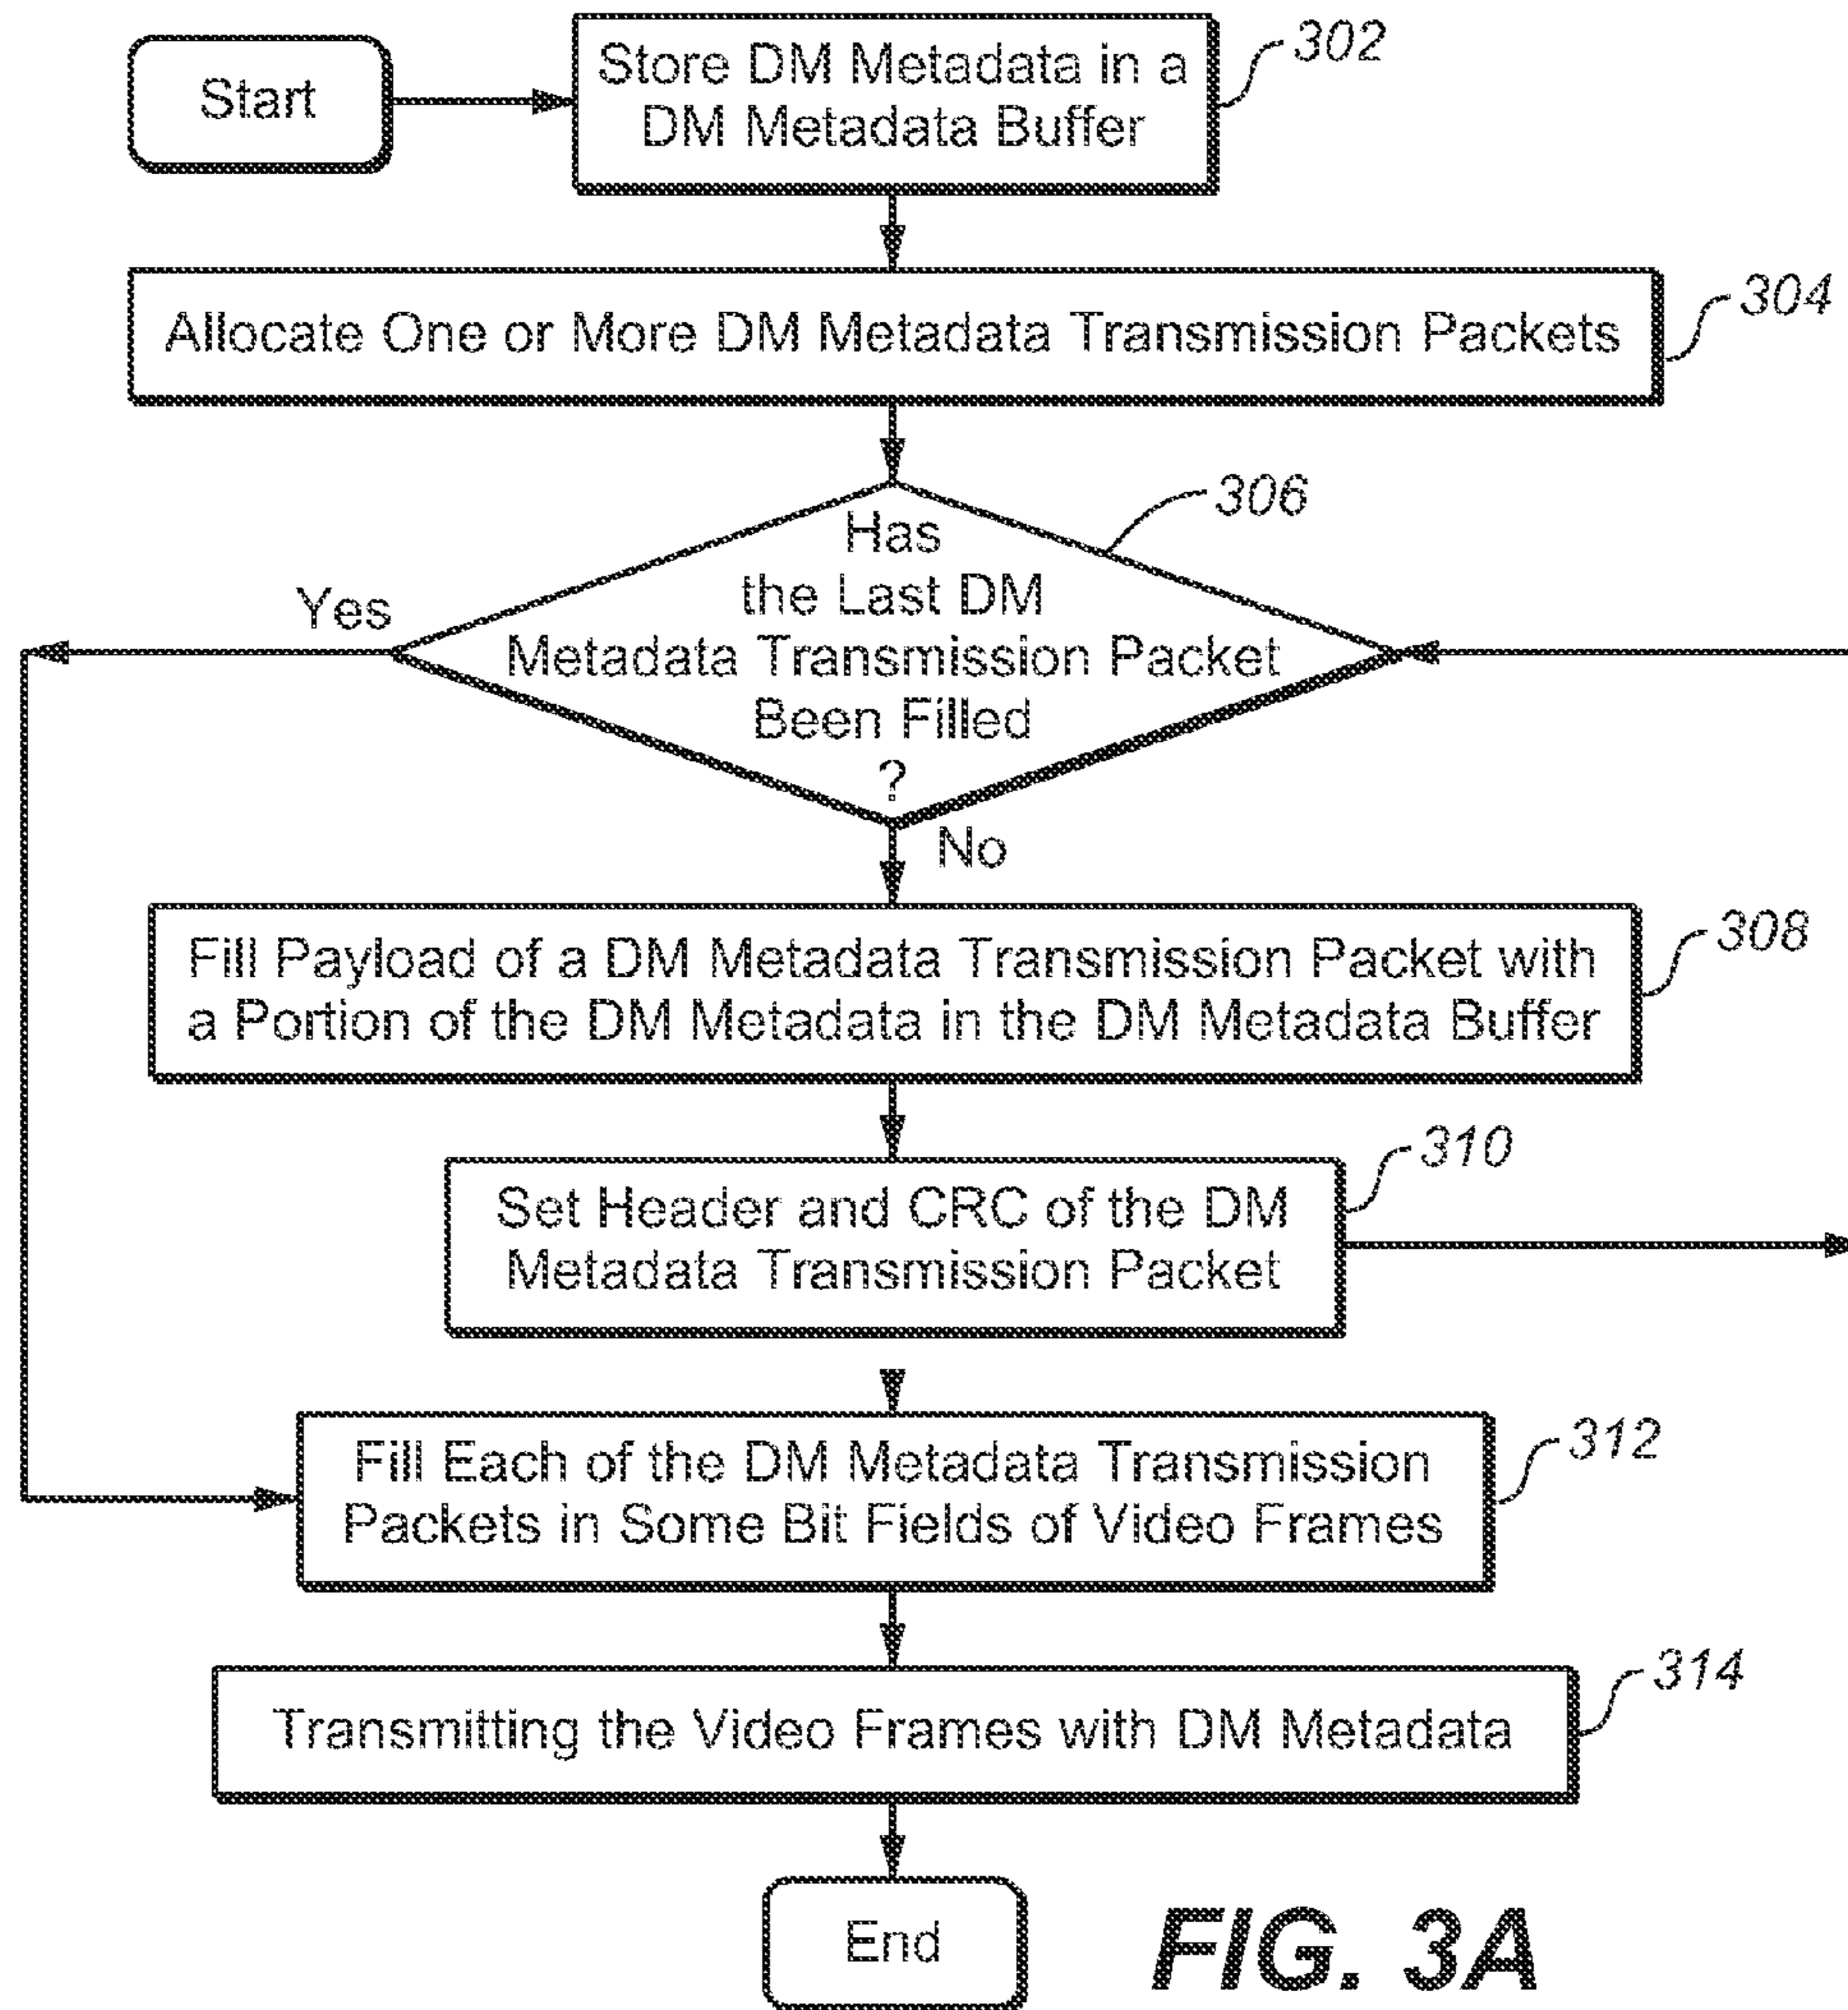 Start
Store DM Metadata in a
DM Metadata Buffer
302
Allocate One or More DM Metadata Transmission Packets
304
306
Has
the Last DM
Metadata Transmission Packet
Been Filled
?
Yes
No
Fill Payload of a DM Metadata Transmission Packet with
a Portion of the DM Metadata in the DM Metadata Buffer
308
Set Header and CRC of the DM
Metadata Transmission Packet
310
Fill Each of the DM Metadata Transmission
Packets in Some Bit Fields of Video Frames
312
Transmitting the Video Frames with DM Metadata
314
End
FIG. 3A